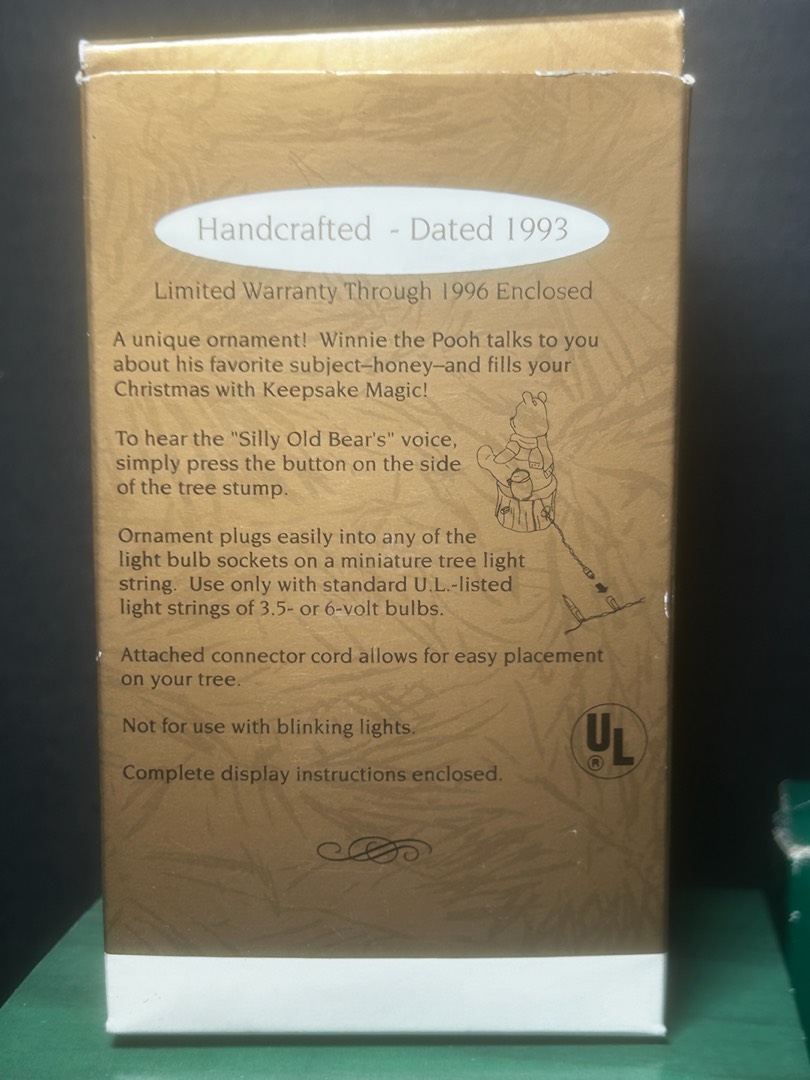 Handcrafted - Dated 1993
Limited Warranty Through 1996 Enclosed
A unique ornament! Winnie the Pooh talks to you
about his favorite subject—honey—and fills your
Christmas with Keepsake Magic!
To hear the "Silly Old Bear's" voice,
simply press the button on the side
of the tree stump.
Ornament plugs easily into any of the
light bulb sockets on a miniature tree light
string. Use only with standard U.L.-listed
light strings of 3.5- or 6-volt bulbs.
Attached connector cord allows for easy placement
on your tree.
Not for use with blinking lights.
UL
®
Complete display instructions enclosed.